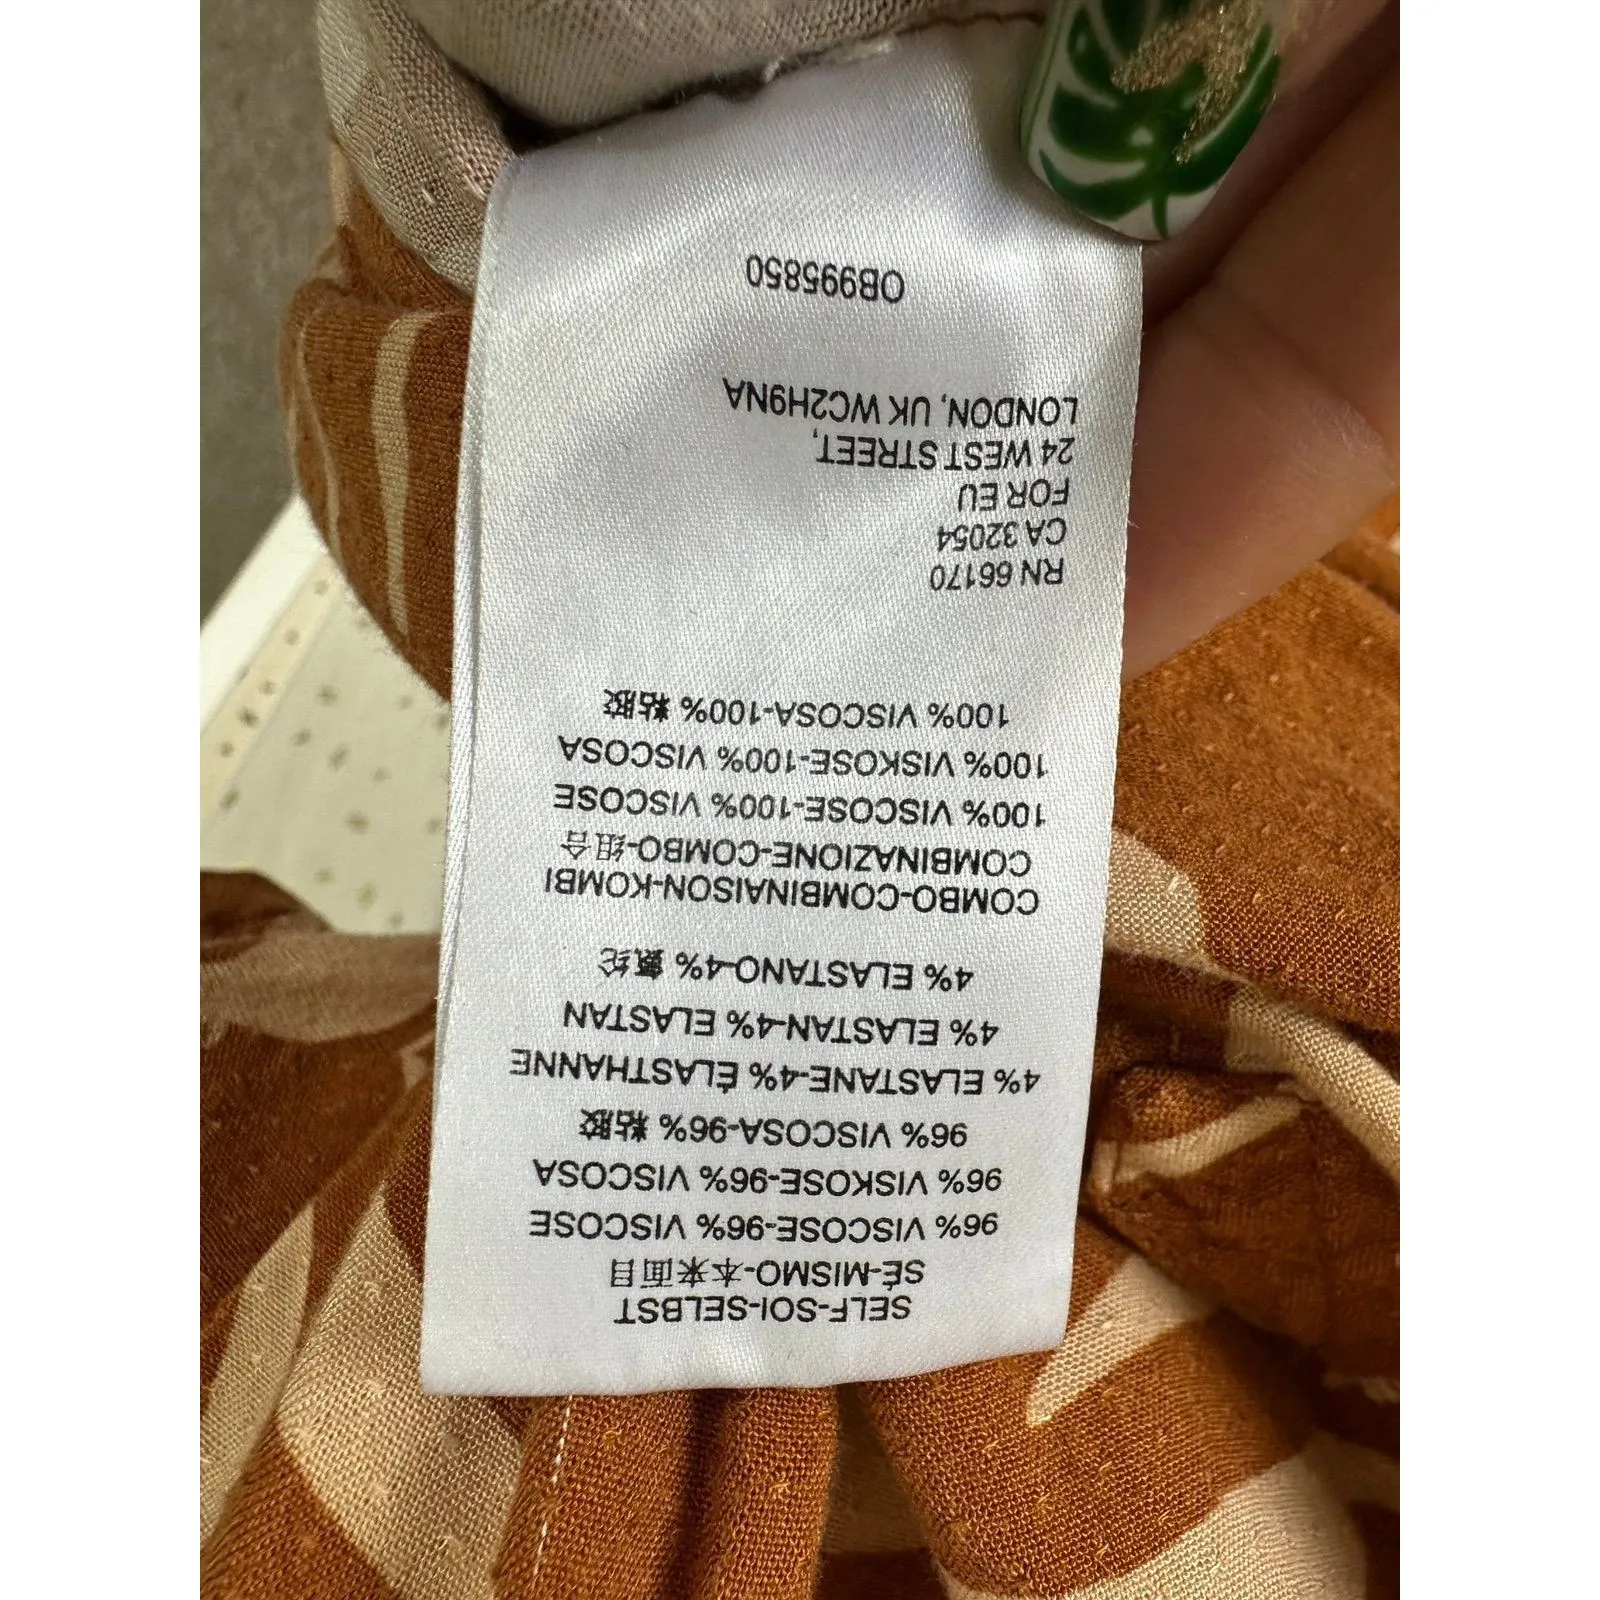 SELF-SOI-SELBST
SÉ-MISMO-本来面目
96% VISCOSE-96% VISCOSE
96% VISKOSE-96% VISCOSA
96% VISCOSA-96% 粘胶
4% ELASTANE-4% ÉLASTHANNE
4% ELASTAN-4% ELASTAN
4% ELASTANO-4% 氨纶
COMBO-COMBINAISON-KOMBI
COMBINAZIONE-COMBO-组合
100% VISCOSE-100% VISCOSE
100% VISKOSE-100% VISCOSA
100% VISCOSA-100% 粘胶
RN 66170
CA 32054
FOR EU
24 WEST STREET,
LONDON, UK WC2H9NA
OB995850